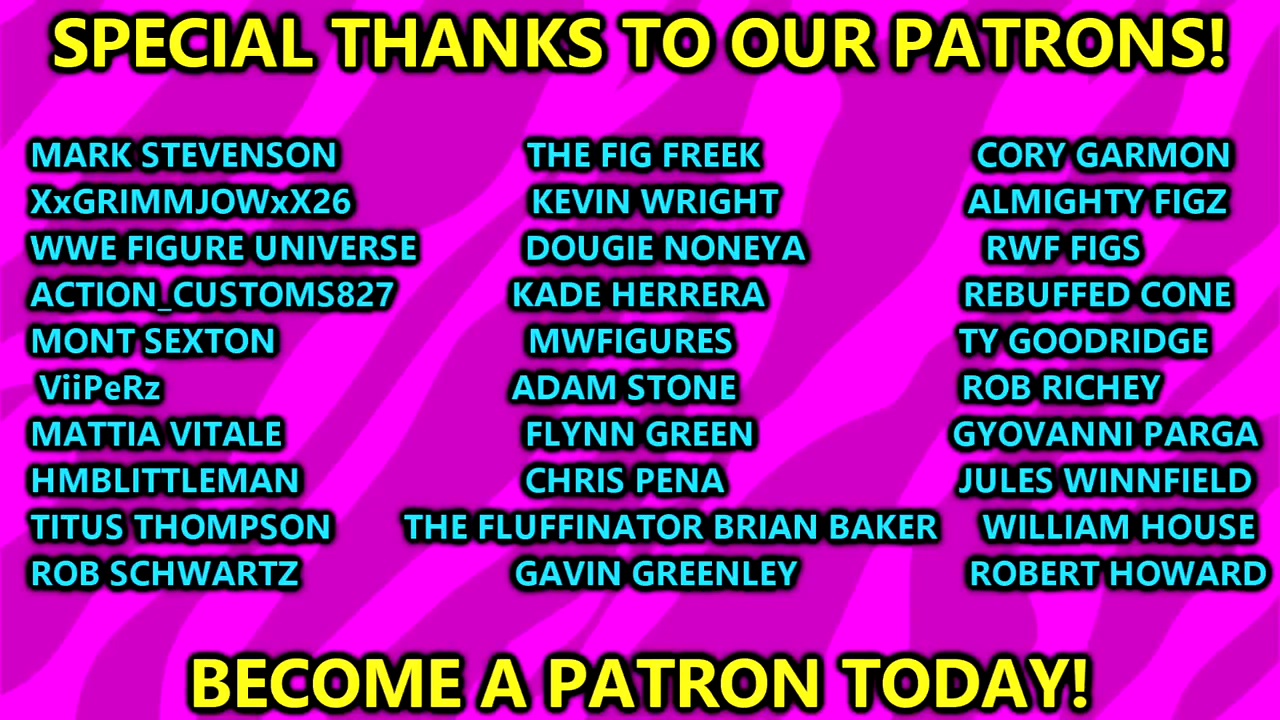 SPECIAL THANKS TO OUR PATRONS!
MARK STEVENSON THE FIG FREEK CORY GARMON
XxGRIMMJOWxX26 KEVIN WRIGHT ALMIGHTY FIGZ
WWE FIGURE UNIVERSE DOUGIE NONEYA RWF FIGS
ACTION_CUSTOMS827 KADE HERRERA REBUFFED CONE
MONT SEXTON MWFIGURES TY GOODRIDGE
ViiPeRz ADAM STONE ROB RICHEY
MATTIA VITALE FLYNN GREEN GYOVANNI PARGA
HMBLITTLEMAN CHRIS PENA JULES WINNFIELD
TITUS THOMPSON THE FLUFFINATOR BRIAN BAKER WILLIAM HOUSE
ROB SCHWARTZ GAVIN GREENLEY ROBERT HOWARD
BECOME A PATRON TODAY!